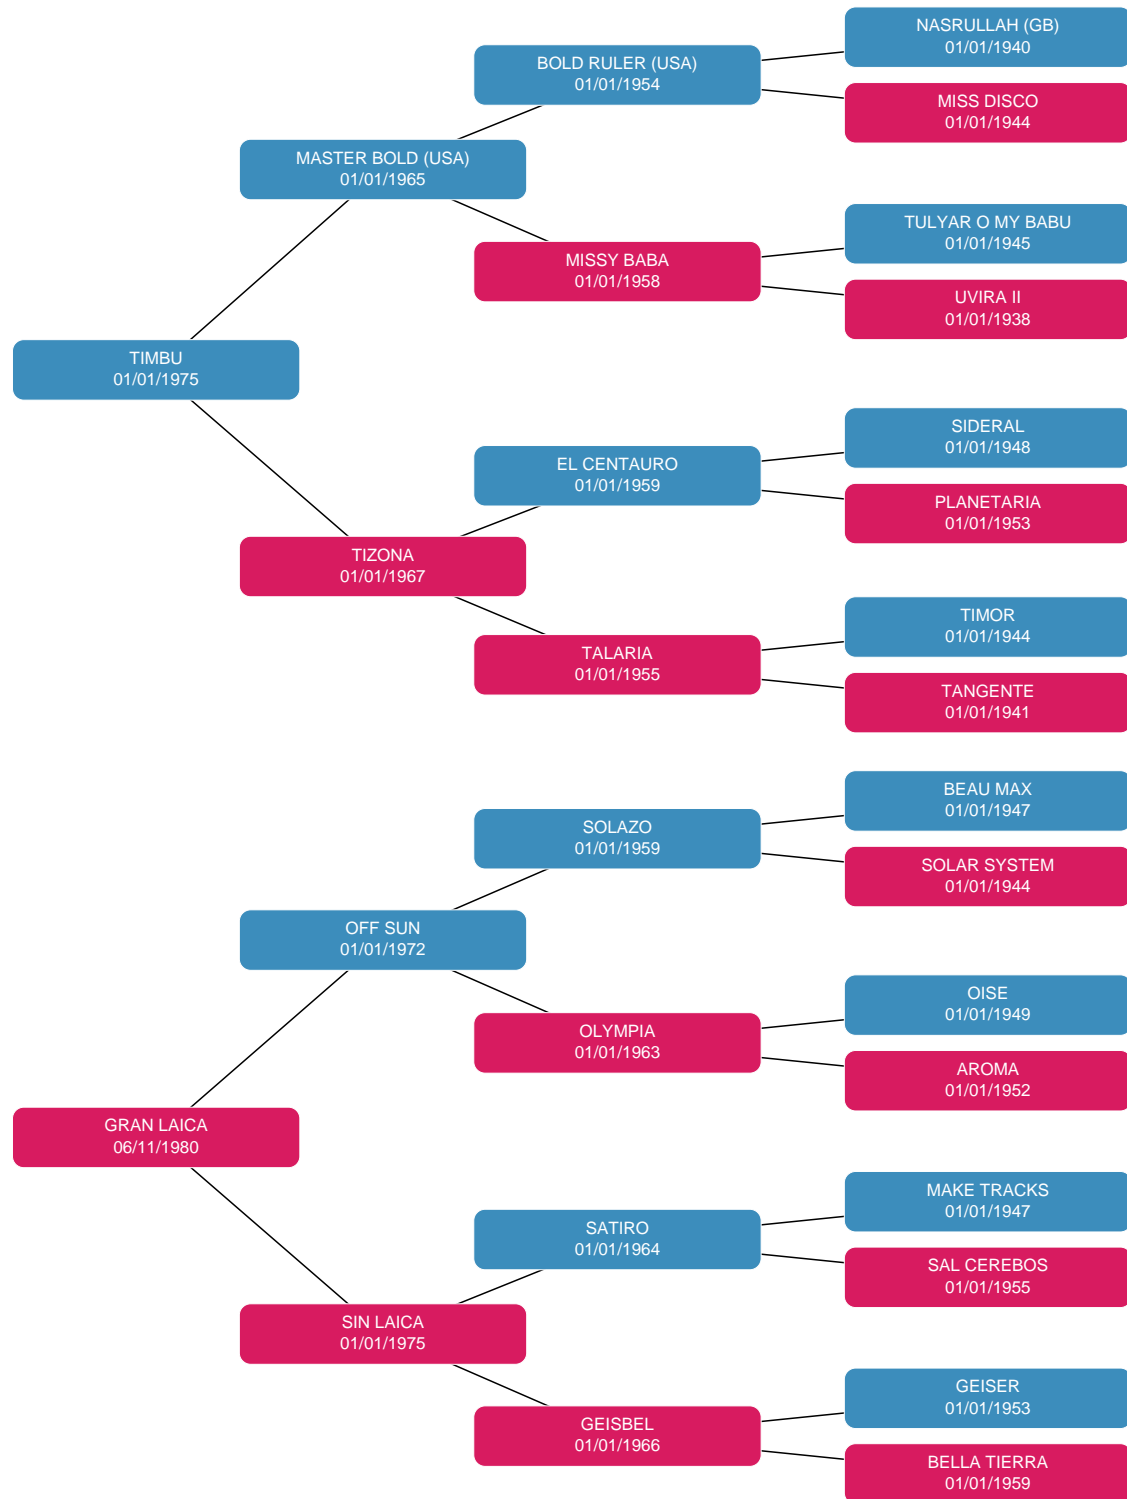 NASRULLAH (GB)
01/01/1940
BOLD RULER (USA)
01/01/1954
MISS DISCO
01/01/1944
MASTER BOLD (USA)
01/01/1965
TULYAR O MY BABU
01/01/1945
MISSY BABA
01/01/1958
UVIRA II
01/01/1938
TIMBU
01/01/1975
SIDERAL
01/01/1948
EL CENTAURO
01/01/1959
PLANETARIA
01/01/1953
TIZONA
01/01/1967
TIMOR
01/01/1944
TALARIA
01/01/1955
TANGENTE
01/01/1941
BEAU MAX
01/01/1947
SOLAZO
01/01/1959
SOLAR SYSTEM
01/01/1944
OFF SUN
01/01/1972
OISE
01/01/1949
OLYMPIA
01/01/1963
AROMA
01/01/1952
GRAN LAICA
06/11/1980
MAKE TRACKS
01/01/1947
SATIRO
01/01/1964
SAL CEREBOS
01/01/1955
SIN LAICA
01/01/1975
GEISER
01/01/1953
GEISBEL
01/01/1966
BELLA TIERRA
01/01/1959